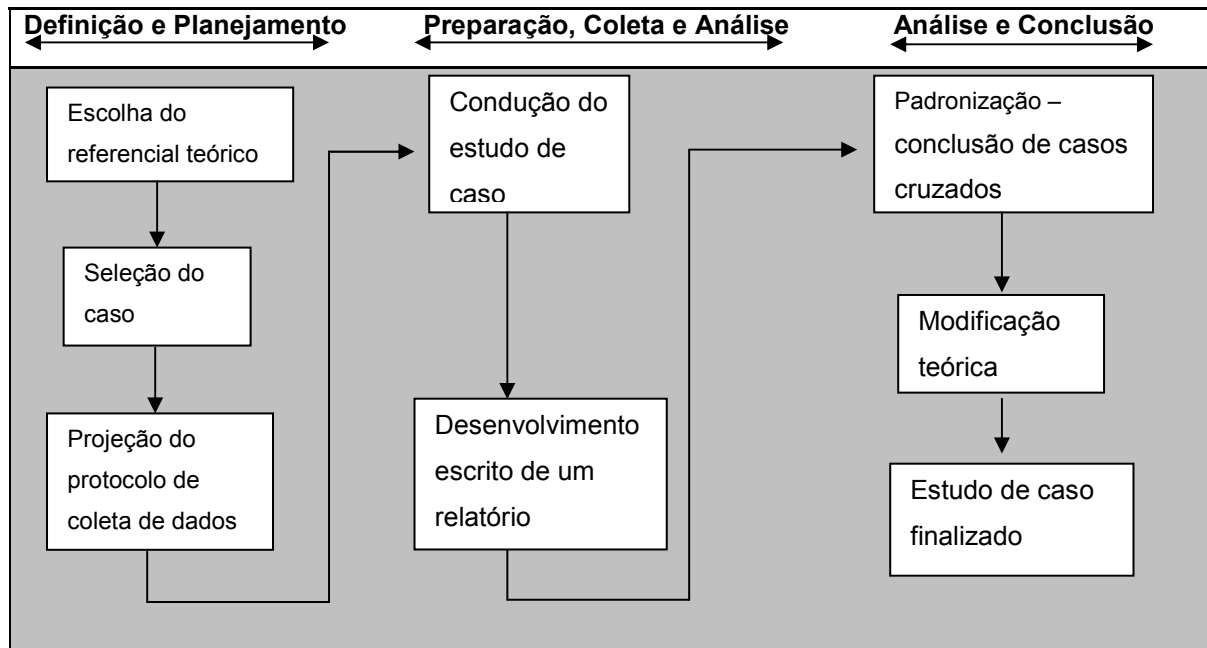 Definição e Planejamento
Preparação, Coleta e Análise
Análise e Conclusão
Escolha do
referencial teórico
Seleção do
caso
Projeção do
protocolo de
coleta de dados
Condução do
estudo de
caso
Desenvolvimento
escrito de um
relatório
Padronização –
conclusão de casos
cruzados
Modificação
teórica
Estudo de caso
finalizado